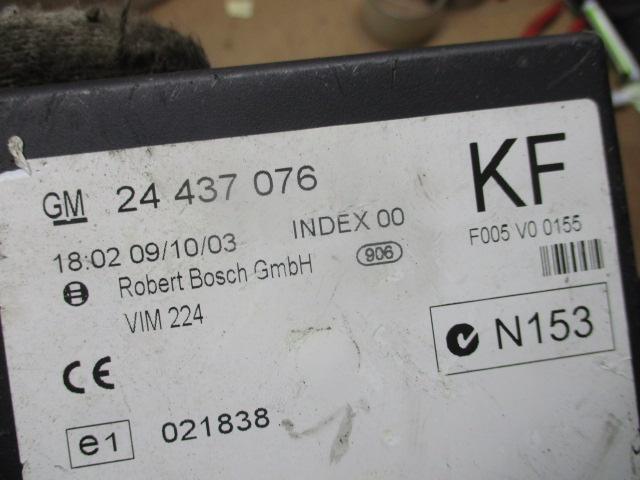 GM 24 437 076
KF
18:02 09/10/03 INDEX 00
F005 V0 0155
Robert Bosch GmbH 906
VIM 224
N153
CE
e1 021838